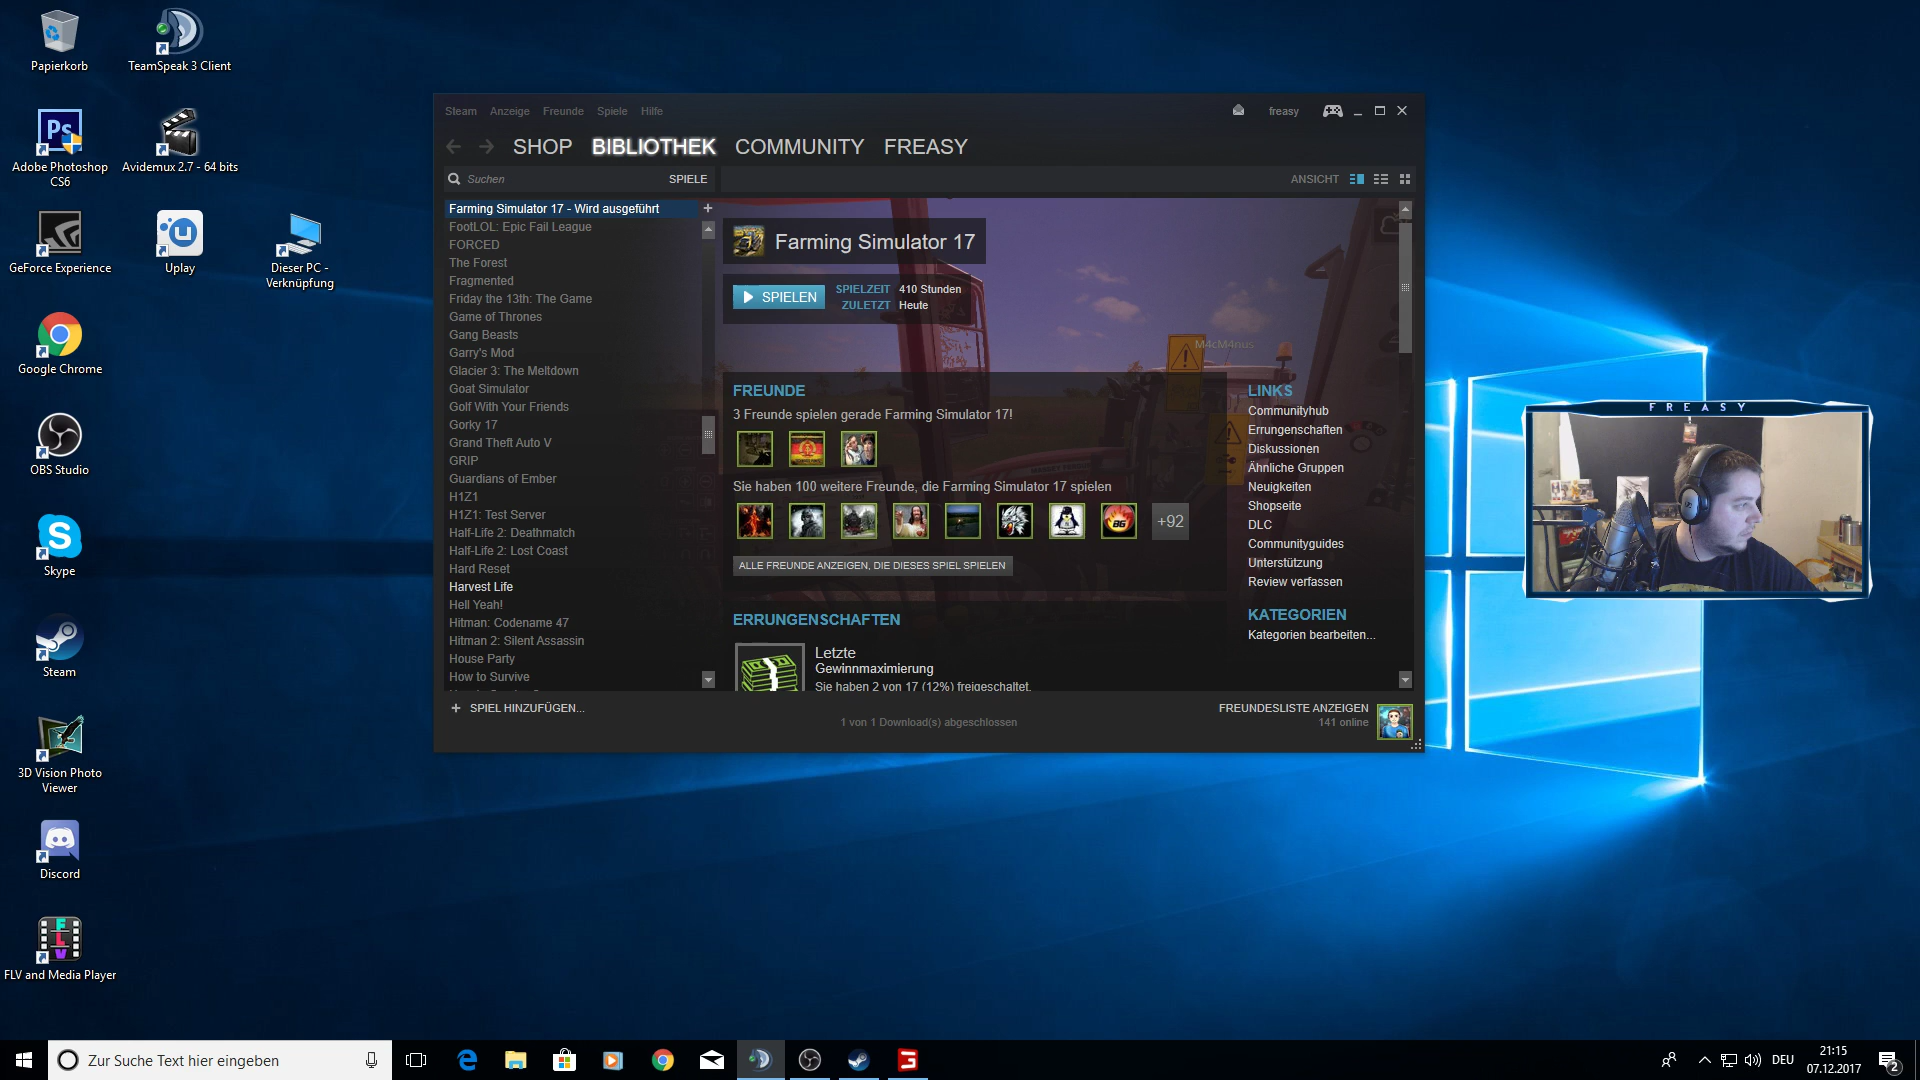 Papierkorb
TeamSpeak 3 Client
Adobe Photoshop CS6
Avidemux 2.7 - 64 bits
GeForce Experience
Uplay
Dieser PC - Verknüpfung
Google Chrome
OBS Studio
Skype
Steam
3D Vision Photo Viewer
Discord
FLV and Media Player
Steam Anzeige Freunde Spiele Hilfe
freasy
SHOP BIBLIOTHEK COMMUNITY FREASY
Suchen
SPIELE
ANSICHT
Farming Simulator 17 - Wird ausgeführt
FootLOL: Epic Fail League
FORCED
The Forest
Fragmented
Friday the 13th: The Game
Game of Thrones
Gang Beasts
Garry's Mod
Glacier 3: The Meltdown
Goat Simulator
Golf With Your Friends
Gorky 17
Grand Theft Auto V
GRIP
Guardians of Ember
H1Z1
H1Z1: Test Server
Half-Life 2: Deathmatch
Half-Life 2: Lost Coast
Hard Reset
Harvest Life
Hell Yeah!
Hitman: Codename 47
Hitman 2: Silent Assassin
House Party
How to Survive
Farming Simulator 17
SPIELEN
SPIELZEIT 410 Stunden
ZULETZT Heute
M4cM4nus
FREUNDE
3 Freunde spielen gerade Farming Simulator 17!
Sie haben 100 weitere Freunde, die Farming Simulator 17 spielen
+92
ALLE FREUNDE ANZEIGEN, DIE DIESES SPIEL SPIELEN
ERRUNGENSCHAFTEN
Letzte
Gewinnmaximierung
Sie haben 2 von 17 (12%) freigeschaltet.
LINKS
Communityhub
Errungenschaften
Diskussionen
Ähnliche Gruppen
Neuigkeiten
Shopseite
DLC
Communityguides
Unterstützung
Review verfassen
KATEGORIEN
Kategorien bearbeiten...
+ SPIEL HINZUFÜGEN...
1 von 1 Download(s) abgeschlossen
FREUNDESLISTE ANZEIGEN
141 online
FREASY
Zur Suche Text hier eingeben
DEU
21:15
07.12.2017
2